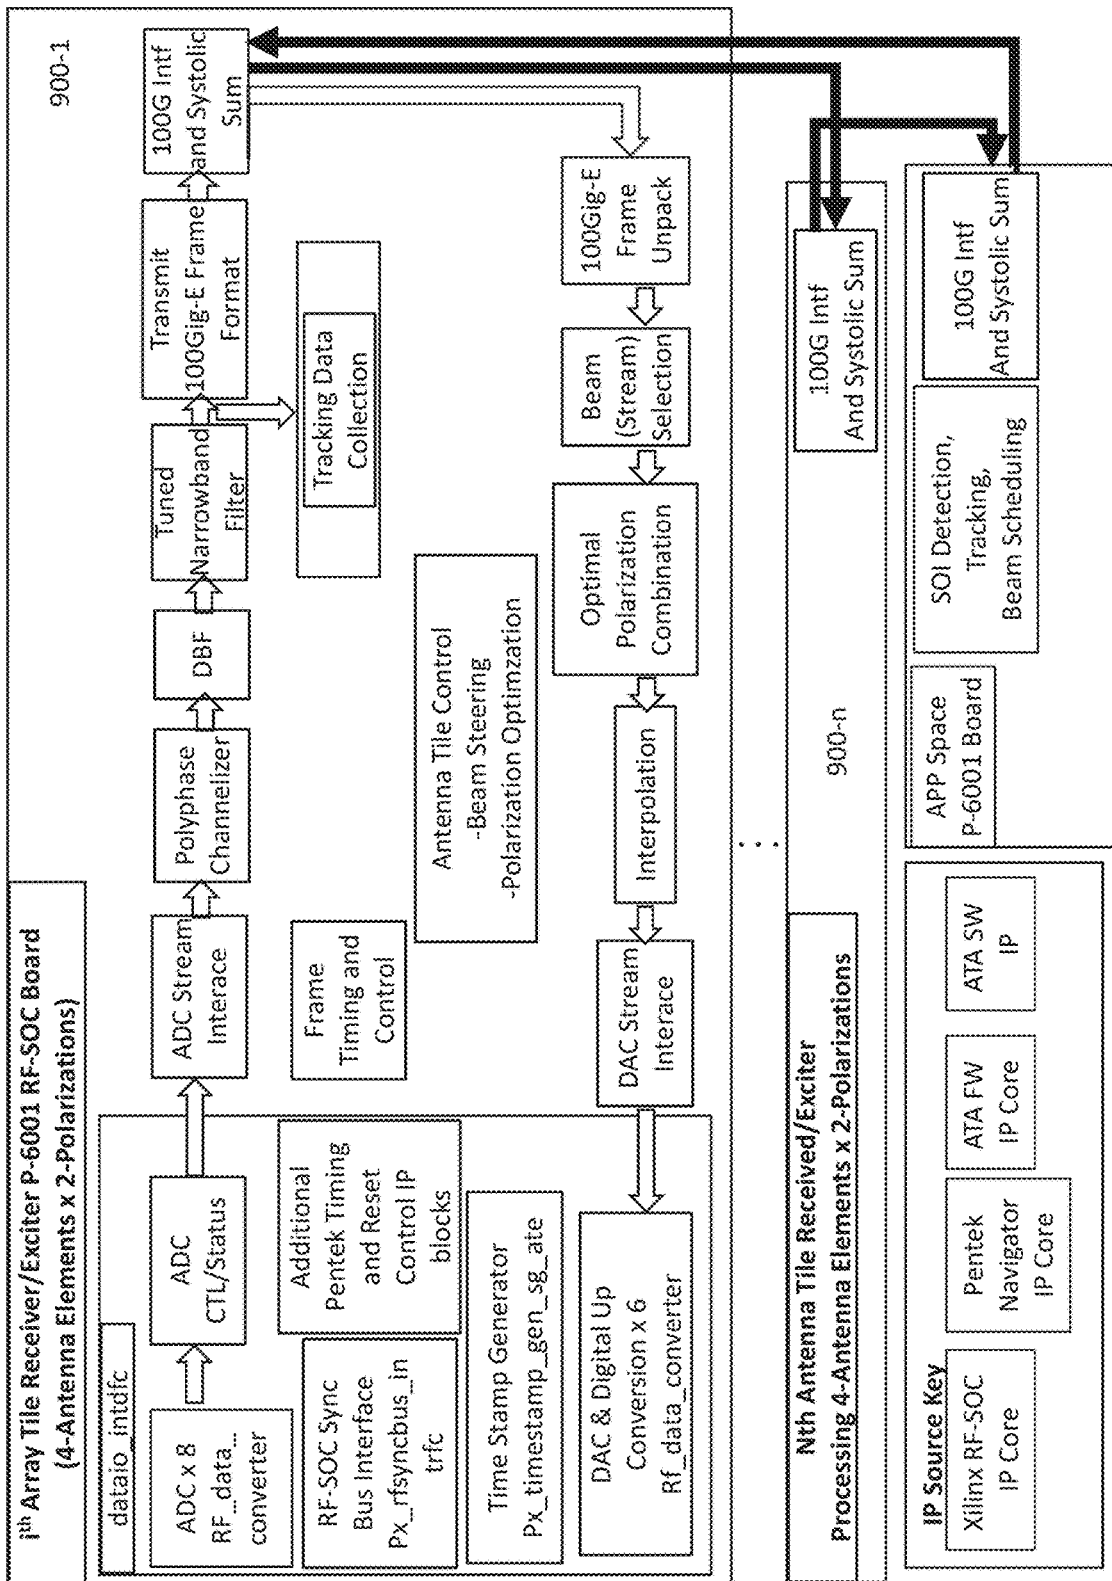 i th Array Tile Receiver/Exciter P-6001 RF-SOC Board
(4-Antenna Elements x 2-Polarizations)
900-1
dataio_intdfc
ADC x 8
RF_data_
converter
ADC
CTL/Status
ADC Stream
Interace
Polyphase
Channelizer
DBF
Tuned
Narrowband
Filter
Transmit
100Gig-E Frame
Format
100G Intf
and Systolic
Sum
RF-SOC Sync
Bus Interface
Px_rfsyncbus_in
trfc
Additional
Pentek Timing
and Reset
Control IP
blocks
Frame
Timing and
Control
Tracking Data
Collection
Time Stamp Generator
Px_timestamp_gen_sg_ate
Antenna Tile Control
-Beam Steering
-Polarization Optimzation
DAC & Digital Up
Conversion x 6
Rf_data_converter
DAC Stream
Interace
Interpolation
Optimal
Polarization
Combination
Beam
(Stream)
Selection
100Gig-E
Frame
Unpack
. . .
Nth Antenna Tile Received/Exciter
Processing 4-Antenna Elements x 2-Polarizations
900-n
100G Intf
And Systolic Sum
IP Source Key
Xilinx RF-SOC
IP Core
Pentek
Navigator
IP Core
ATA FW
IP Core
ATA SW
IP
APP Space
P-6001 Board
SOI Detection,
Tracking,
Beam Scheduling
100G Intf
And Systolic Sum